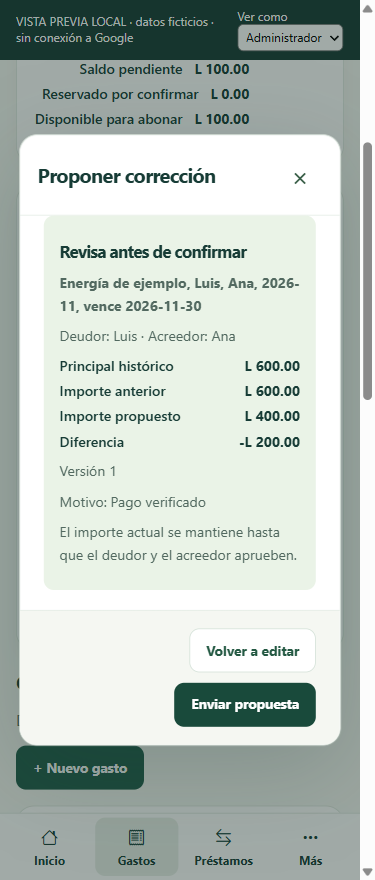 VISTA PREVIA LOCAL · datos ficticios ·
sin conexión a Google
Ver como
Administrador
Saldo pendiente L 100.00
Reservado por confirmar L 0.00
Disponible para abonar L 100.00
Proponer corrección
Revisa antes de confirmar
Energía de ejemplo, Luis, Ana, 2026-
11, vence 2026-11-30
Deudor: Luis · Acreedor: Ana
Principal histórico L 600.00
Importe anterior L 600.00
Importe propuesto L 400.00
Diferencia -L 200.00
Versión 1
Motivo: Pago verificado
El importe actual se mantiene hasta
que el deudor y el acreedor aprueben.
Volver a editar
Enviar propuesta
+ Nuevo gasto
Inicio
Gastos
Préstamos
Más